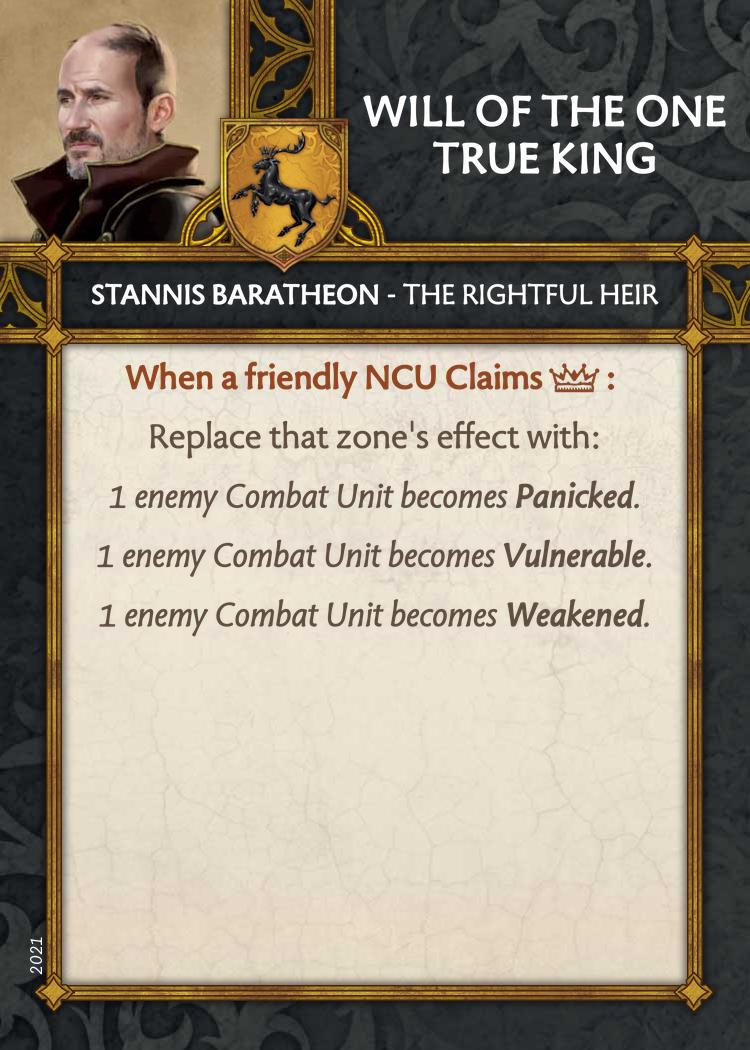 WILL OF THE ONE
TRUE KING
STANNIS BARATHEON - THE RIGHTFUL HEIR
When a friendly NCU Claims :
Replace that zone's effect with:
1 enemy Combat Unit becomes Panicked.
1 enemy Combat Unit becomes Vulnerable.
1 enemy Combat Unit becomes Weakened.
2021